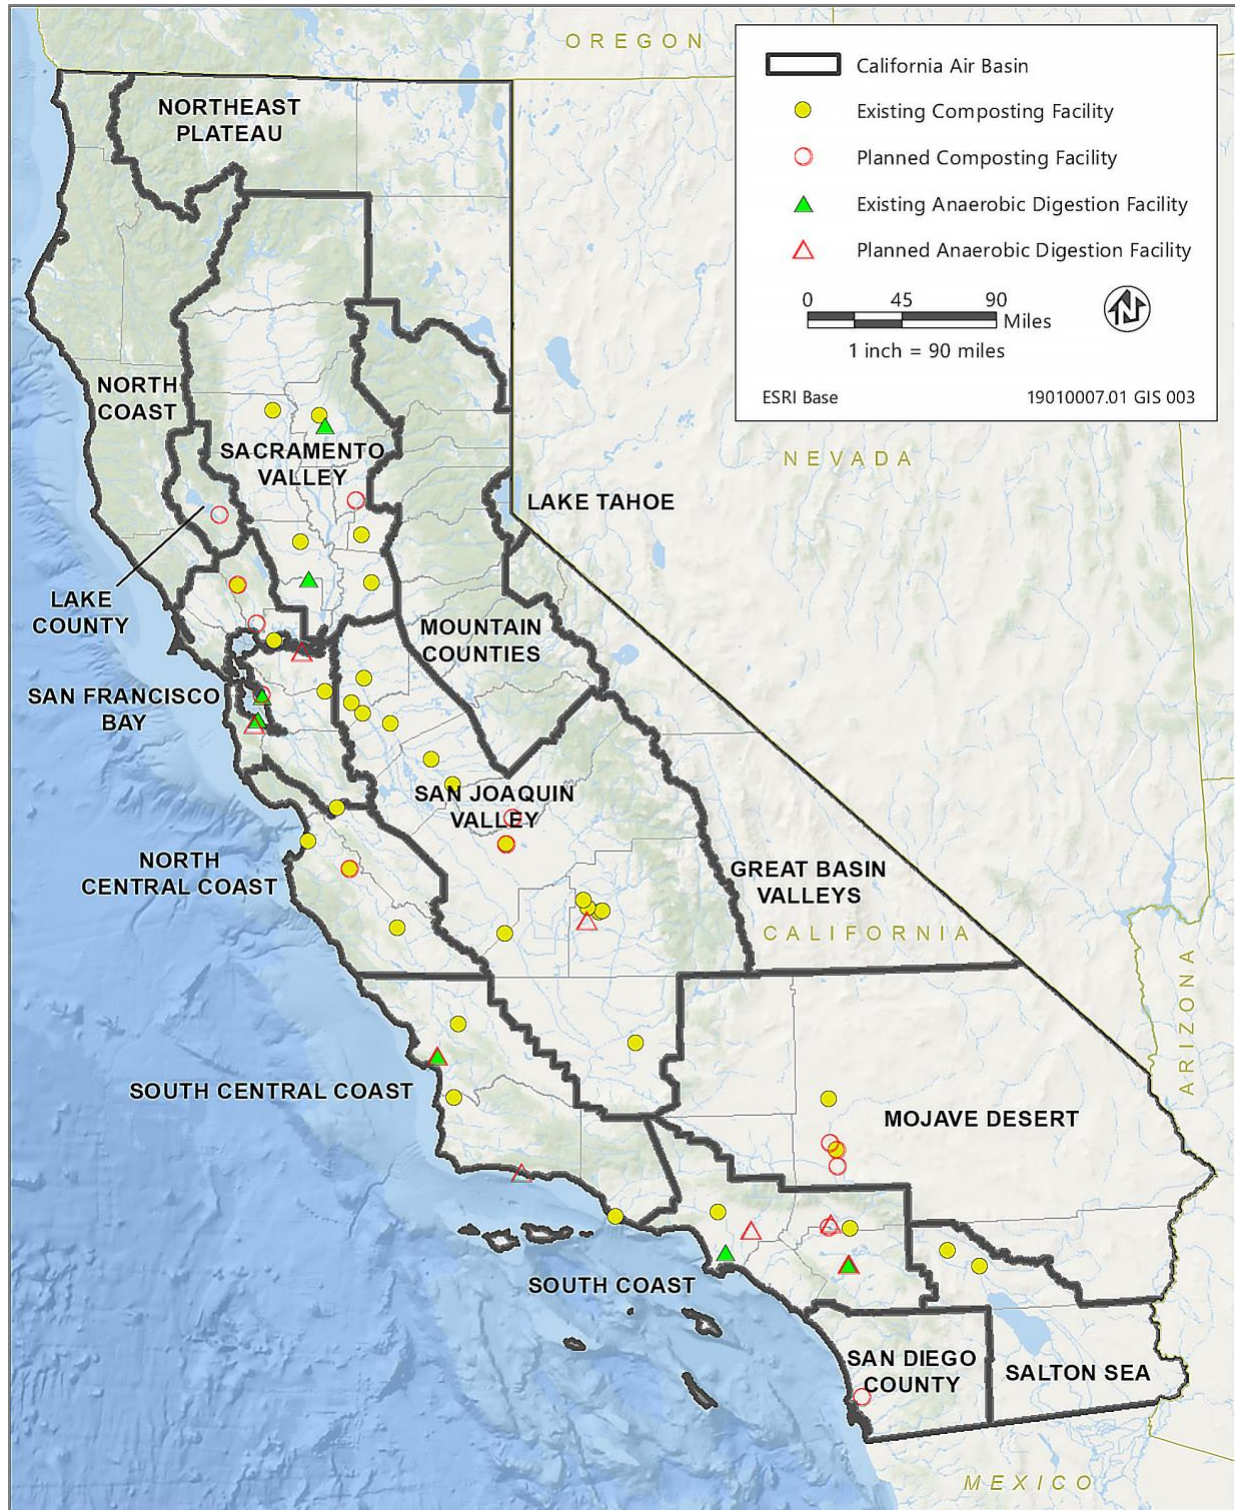 OREGON
California Air Basin
Existing Composting Facility
Planned Composting Facility
Existing Anaerobic Digestion Facility
Planned Anaerobic Digestion Facility
0 45 90
Miles
1 inch = 90 miles
ESRI Base
19010007.01 GIS 003
NORTHEAST
PLATEAU
NORTH
COAST
SACRAMENTO
VALLEY
NEVADA
LAKE TAHOE
LAKE
COUNTY
MOUNTAIN
COUNTIES
SAN FRANCISCO
BAY
SAN JOAQUIN
VALLEY
NORTH
CENTRAL COAST
GREAT BASIN
VALLEYS
CALIFORNIA
ARIZONA
SOUTH CENTRAL COAST
MOJAVE DESERT
SOUTH COAST
SAN DIEGO
COUNTY
SALTON SEA
MEXICO